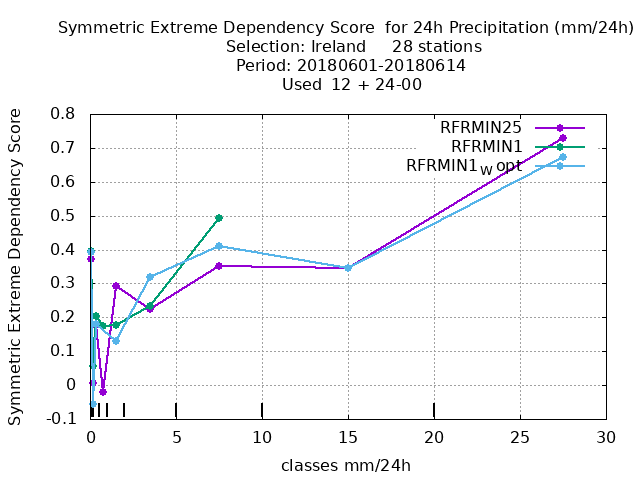 Symmetric Extreme Dependency Score  for 24h Precipitation (mm/24h)
Selection: Ireland     28 stations
Period: 20180601-20180614
Used  12 + 24-00
Symmetric Extreme Dependency Score
0.8
0.7
0.6
0.5
0.4
0.3
0.2
0.1
0
-0.1
RFRMIN25
RFRMIN1
RFRMIN1w opt
0 5 10 15 20 25 30
classes mm/24h